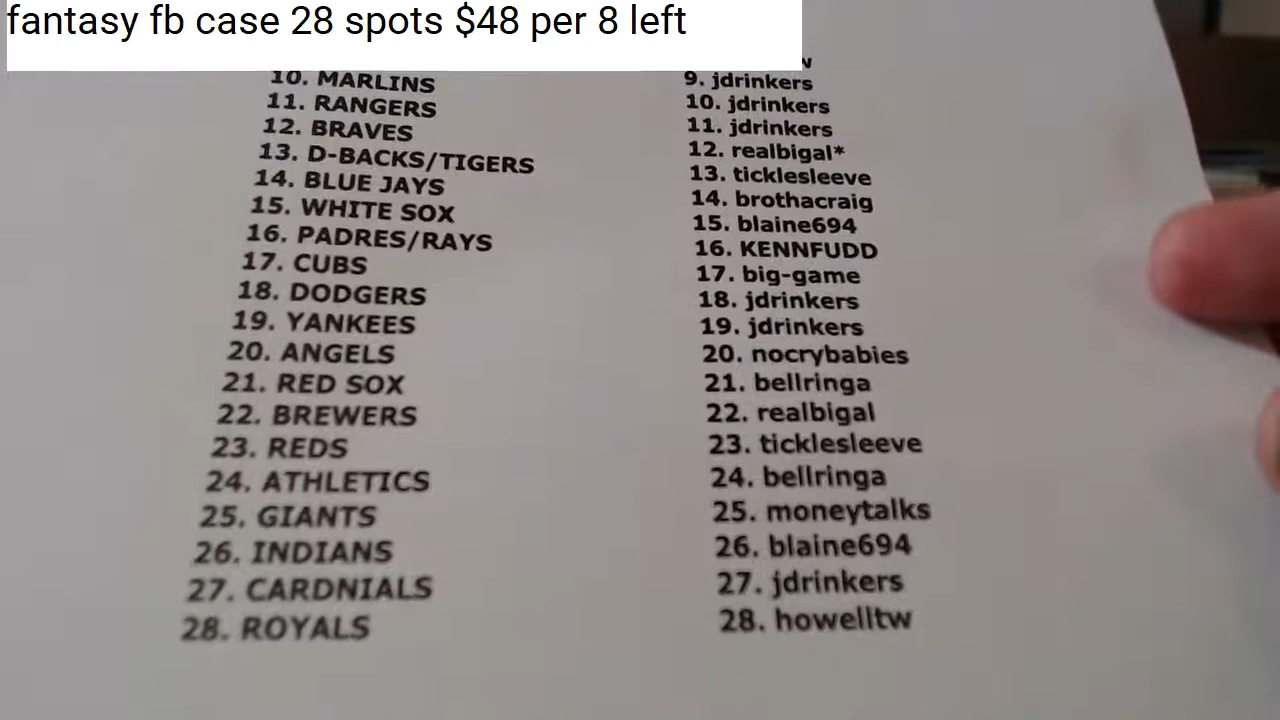 fantasy fb case 28 spots $48 per 8 left
10. MARLINS
11. RANGERS
12. BRAVES
13. D-BACKS/TIGERS
14. BLUE JAYS
15. WHITE SOX
16. PADRES/RAYS
17. CUBS
18. DODGERS
19. YANKEES
20. ANGELS
21. RED SOX
22. BREWERS
23. REDS
24. ATHLETICS
25. GIANTS
26. INDIANS
27. CARDNIALS
28. ROYALS
9. jdrinkers
10. jdrinkers
11. jdrinkers
12. realbigal*
13. ticklesleeve
14. brothacraig
15. blaine694
16. KENNFUDD
17. big-game
18. jdrinkers
19. jdrinkers
20. nocrybabies
21. bellringa
22. realbigal
23. ticklesleeve
24. bellringa
25. moneytalks
26. blaine694
27. jdrinkers
28. howelltw